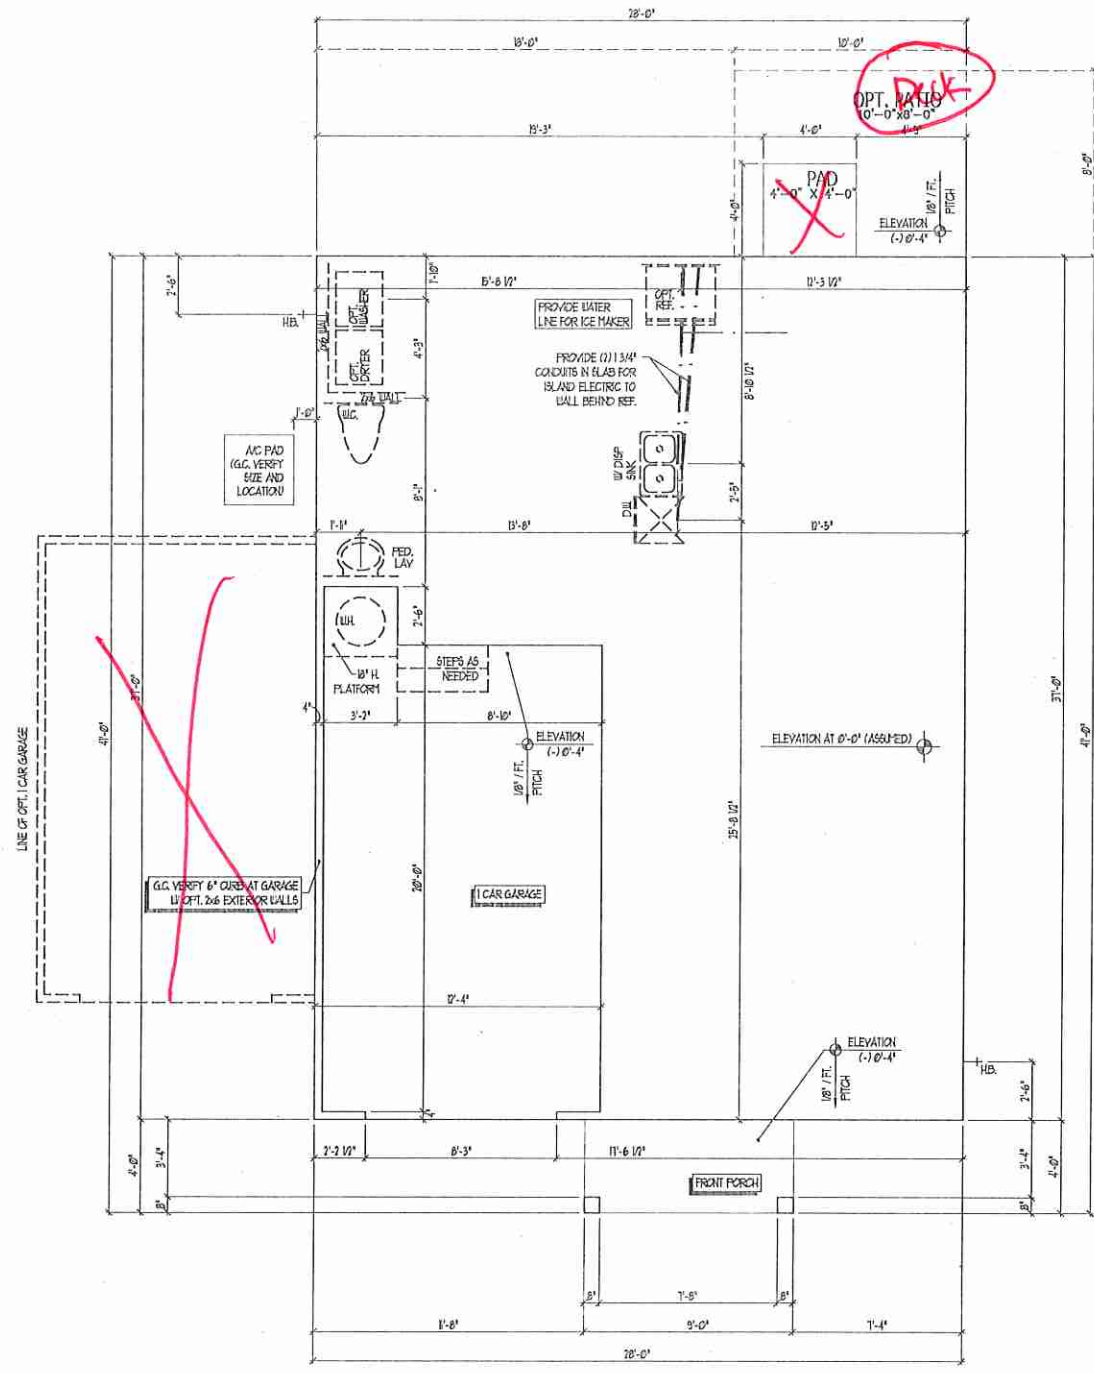 28'-0"
18'-0"
10'-0"
Deck
OPT. PATIO
10'-0"x8'-0"
19'-3"
4'-0"
4'-9"
8'-0"
PAD
4'-0" X 4'-0"
4'-0"
1/8" / FT.
PITCH
ELEVATION
(-) 0'-4"
2'-6"
1'-10"
15'-8 1/2"
12'-3 1/2"
H.B.
OPT.
WASHER
2x6 WALL
OPT.
REF.
PROVIDE WATER
LINE FOR ICE MAKER
OPT.
DRYER
4'-3"
PROVIDE (2) 1 3/4"
CONDUITS IN SLAB FOR
ISLAND ELECTRIC TO
WALL BEHIND REF.
8'-10 1/2"
2x6 WALL
1'-0"
W.C.
A/C PAD
(G.C. VERIFY
SIZE AND
LOCATION)
W/ DISP
SINK
8'-1"
2'-5"
D.W.
1'-11"
13'-8"
12'-5"
PED.
LAV
W.H.
2'-6"
18" H.
PLATFORM
STEPS AS
NEEDED
41'-0"
37'-0"
37'-0"
41'-0"
4"
3'-2"
8'-10"
ELEVATION
(-) 0'-4"
1/8" / FT.
PITCH
ELEVATION AT 0'-0" (ASSUMED)
LINE OF OPT. 1 CAR GARAGE
25'-8 1/2"
G.C. VERIFY 6" CURB AT GARAGE
W/ OPT. 2x6 EXTERIOR WALLS
20'-0"
1 CAR GARAGE
12'-4"
ELEVATION
(-) 0'-4"
1/8" / FT.
PITCH
H.B.
2'-6"
4"
2'-2 1/2"
8'-3"
17'-6 1/2"
4'-0"
3'-4"
3'-4"
4'-0"
FRONT PORCH
8"
8"
8"
7'-8"
8"
11'-8"
9'-0"
7'-4"
28'-0"